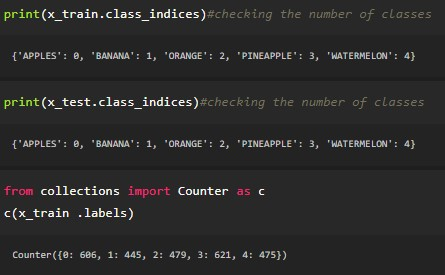 print(x_train.class_indices)#checking the number of classes
{'APPLES': 0, 'BANANA': 1, 'ORANGE': 2, 'PINEAPPLE': 3, 'WATERMELON': 4}
print(x_test.class_indices)#checking the number of classes
{'APPLES': 0, 'BANANA': 1, 'ORANGE': 2, 'PINEAPPLE': 3, 'WATERMELON': 4}
from collections import Counter as c
c(x_train .labels)
Counter({0: 606, 1: 445, 2: 479, 3: 621, 4: 475})